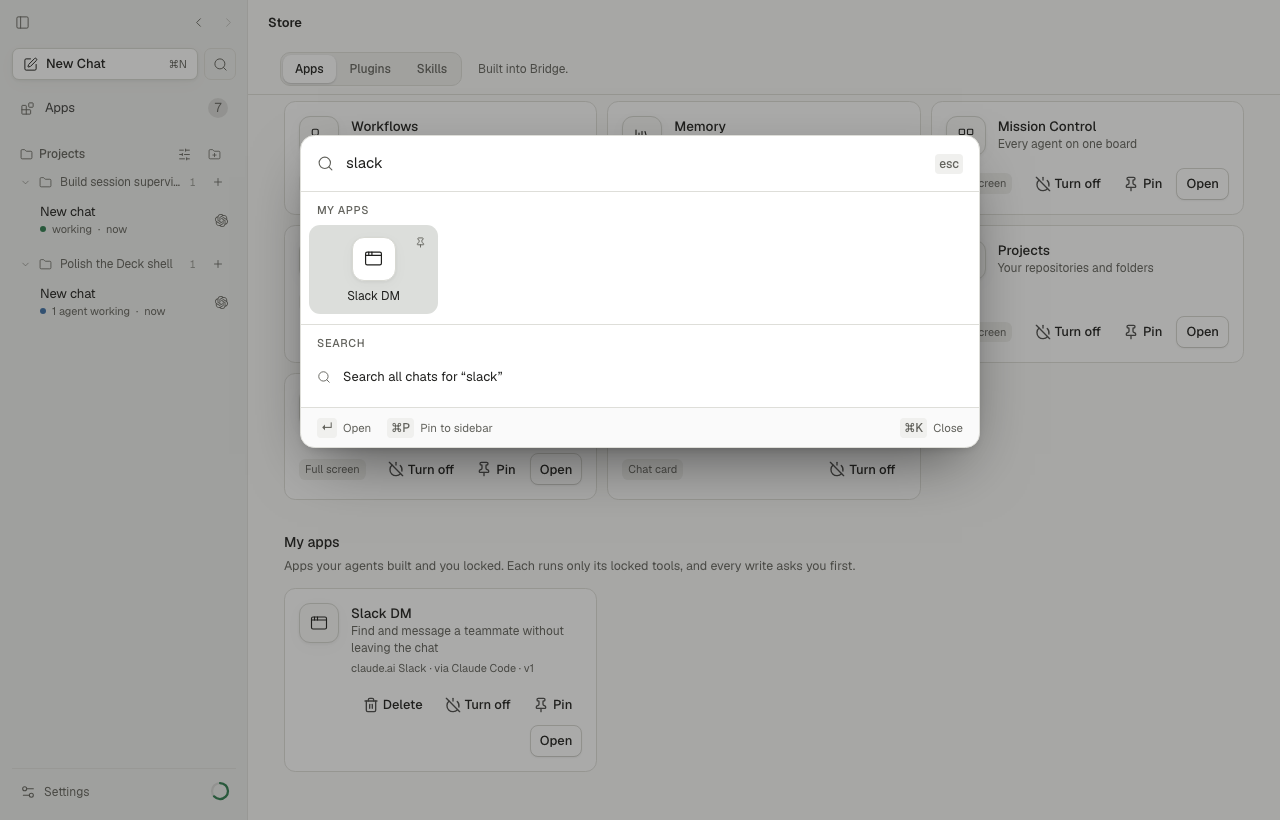 Store
New Chat
⌘N
Apps
7
Projects
Build session supervi...
1
New chat
working · now
Polish the Deck shell
1
New chat
1 agent working · now
Settings
Apps
Plugins
Skills
Built into Bridge.
Workflows
Memory
Mission Control
Every agent on one board
Turn off
Pin
Open
Projects
Your repositories and folders
Turn off
Pin
Open
slack
esc
MY APPS
Slack DM
SEARCH
Search all chats for “slack”
Open
⌘P
Pin to sidebar
⌘K
Close
Full screen
Turn off
Pin
Open
Chat card
Turn off
My apps
Apps your agents built and you locked. Each runs only its locked tools, and every write asks you first.
Slack DM
Find and message a teammate without
leaving the chat
claude.ai Slack · via Claude Code · v1
Delete
Turn off
Pin
Open